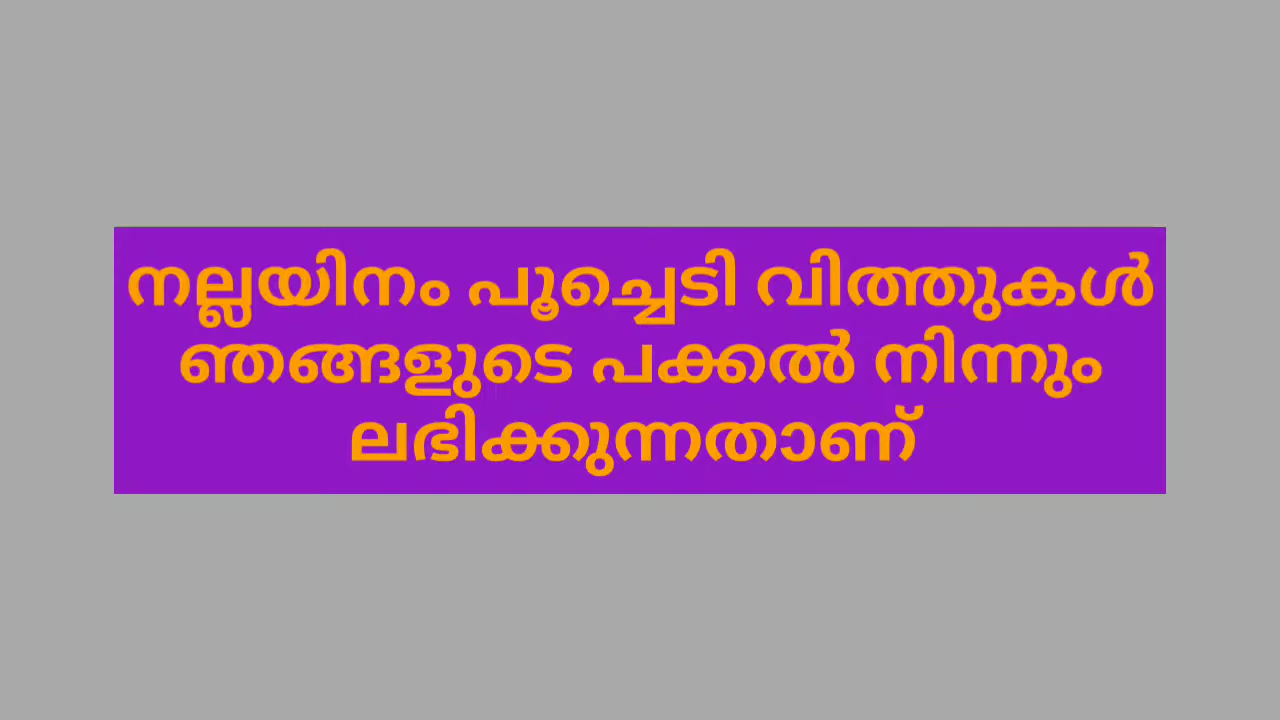 നല്ലയിനം പൂച്ചെടി വിത്തുകൾ
ഞങ്ങളുടെ പക്കൽ നിന്നും
ലഭിക്കുന്നതാണ്